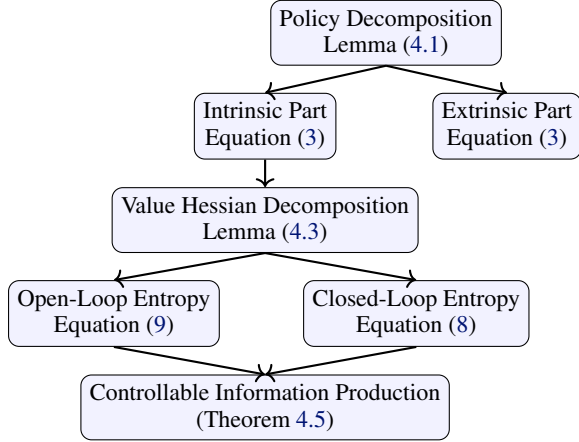 Policy Decomposition
Lemma (4.1)
Intrinsic Part
Equation (3)
Extrinsic Part
Equation (3)
Value Hessian Decomposition
Lemma (4.3)
Open-Loop Entropy
Equation (9)
Closed-Loop Entropy
Equation (8)
Controllable Information Production
(Theorem 4.5)